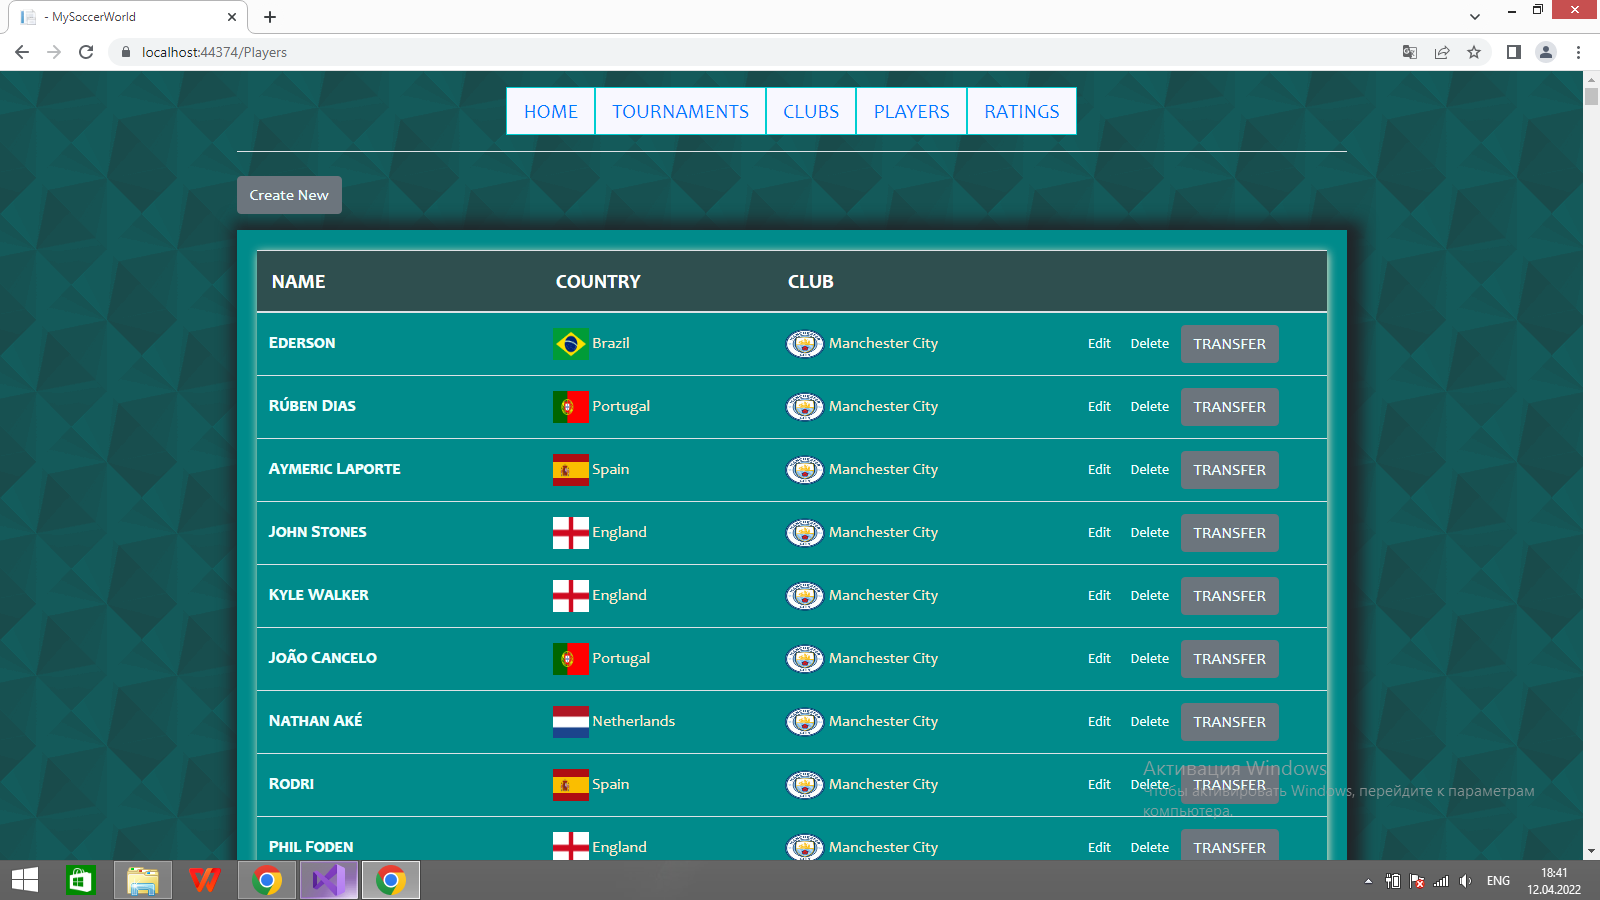 - MySoccerWorld
localhost:44374/Players
HOME TOURNAMENTS CLUBS PLAYERS RATINGS
Create New
NAME COUNTRY CLUB
EDERSON Brazil Manchester City Edit Delete TRANSFER
RÚBEN DIAS Portugal Manchester City Edit Delete TRANSFER
AYMERIC LAPORTE Spain Manchester City Edit Delete TRANSFER
JOHN STONES England Manchester City Edit Delete TRANSFER
KYLE WALKER England Manchester City Edit Delete TRANSFER
JOÃO CANCELO Portugal Manchester City Edit Delete TRANSFER
NATHAN AKÉ Netherlands Manchester City Edit Delete TRANSFER
RODRI Spain Manchester City Edit Delete TRANSFER
PHIL FODEN England Manchester City Edit Delete TRANSFER
Активация Windows
Чтобы активировать Windows, перейдите к параметрам
компьютера.
ENG
18:41
12.04.2022